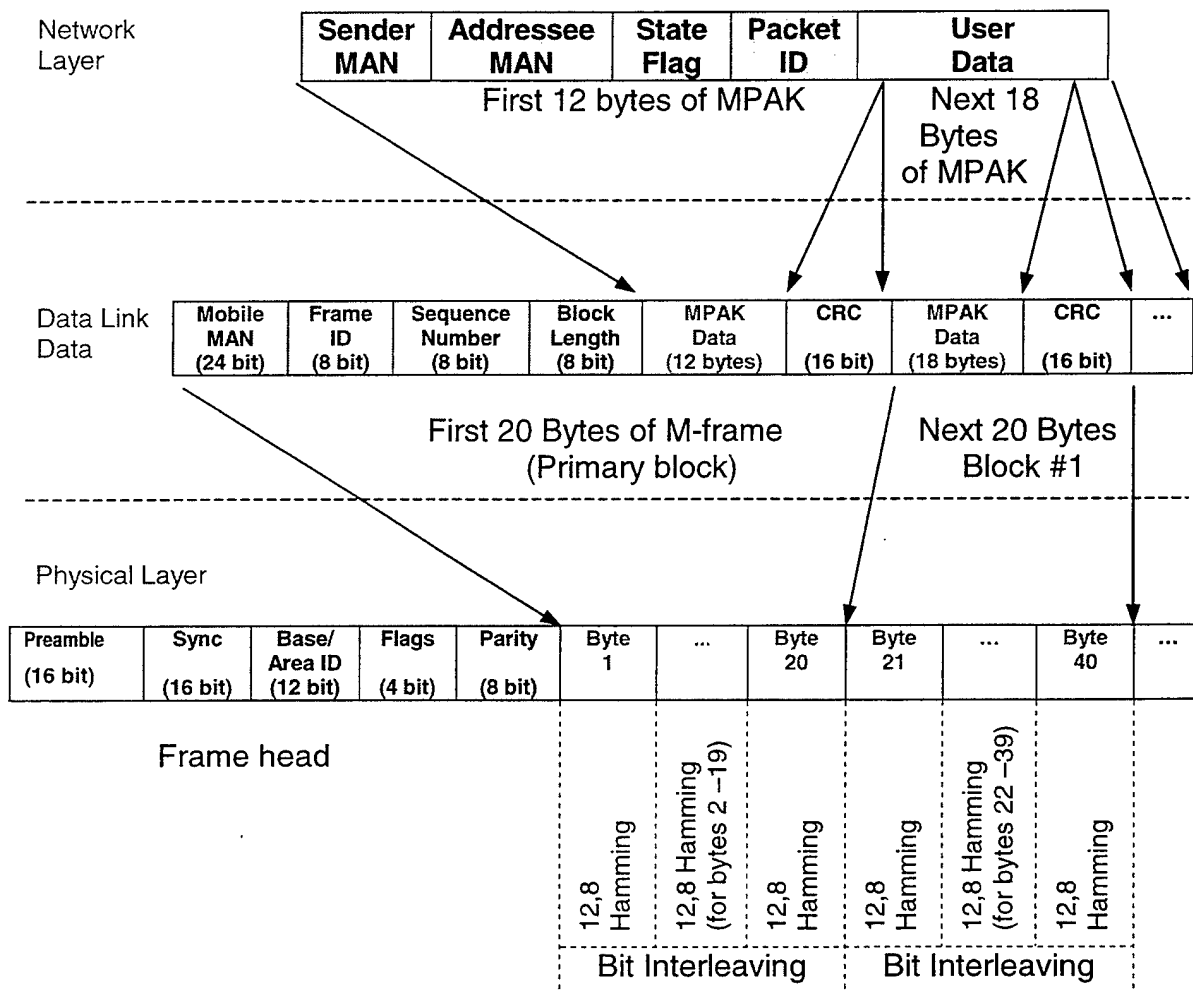 Network
Layer
Sender
MAN
Addressee
MAN
State
Flag
Packet
ID
User
Data
First 12 bytes of MPAK
Next 18
Bytes
of MPAK
Data Link
Data
Mobile
MAN
(24 bit)
Frame
ID
(8 bit)
Sequence
Number
(8 bit)
Block
Length
(8 bit)
MPAK
Data
(12 bytes)
CRC
(16 bit)
MPAK
Data
(18 bytes)
CRC
(16 bit)
...
First 20 Bytes of M-frame
(Primary block)
Next 20 Bytes
Block #1
Physical Layer
Preamble
(16 bit)
Sync
(16 bit)
Base/
Area ID
(12 bit)
Flags
(4 bit)
Parity
(8 bit)
Byte
1
...
Byte
20
Byte
21
...
Byte
40
...
Frame head
12,8
Hamming
12,8 Hamming
(for bytes 2 –19)
12,8
Hamming
12,8
Hamming
12,8 Hamming
(for bytes 22 –39)
12,8
Hamming
Bit Interleaving
Bit Interleaving